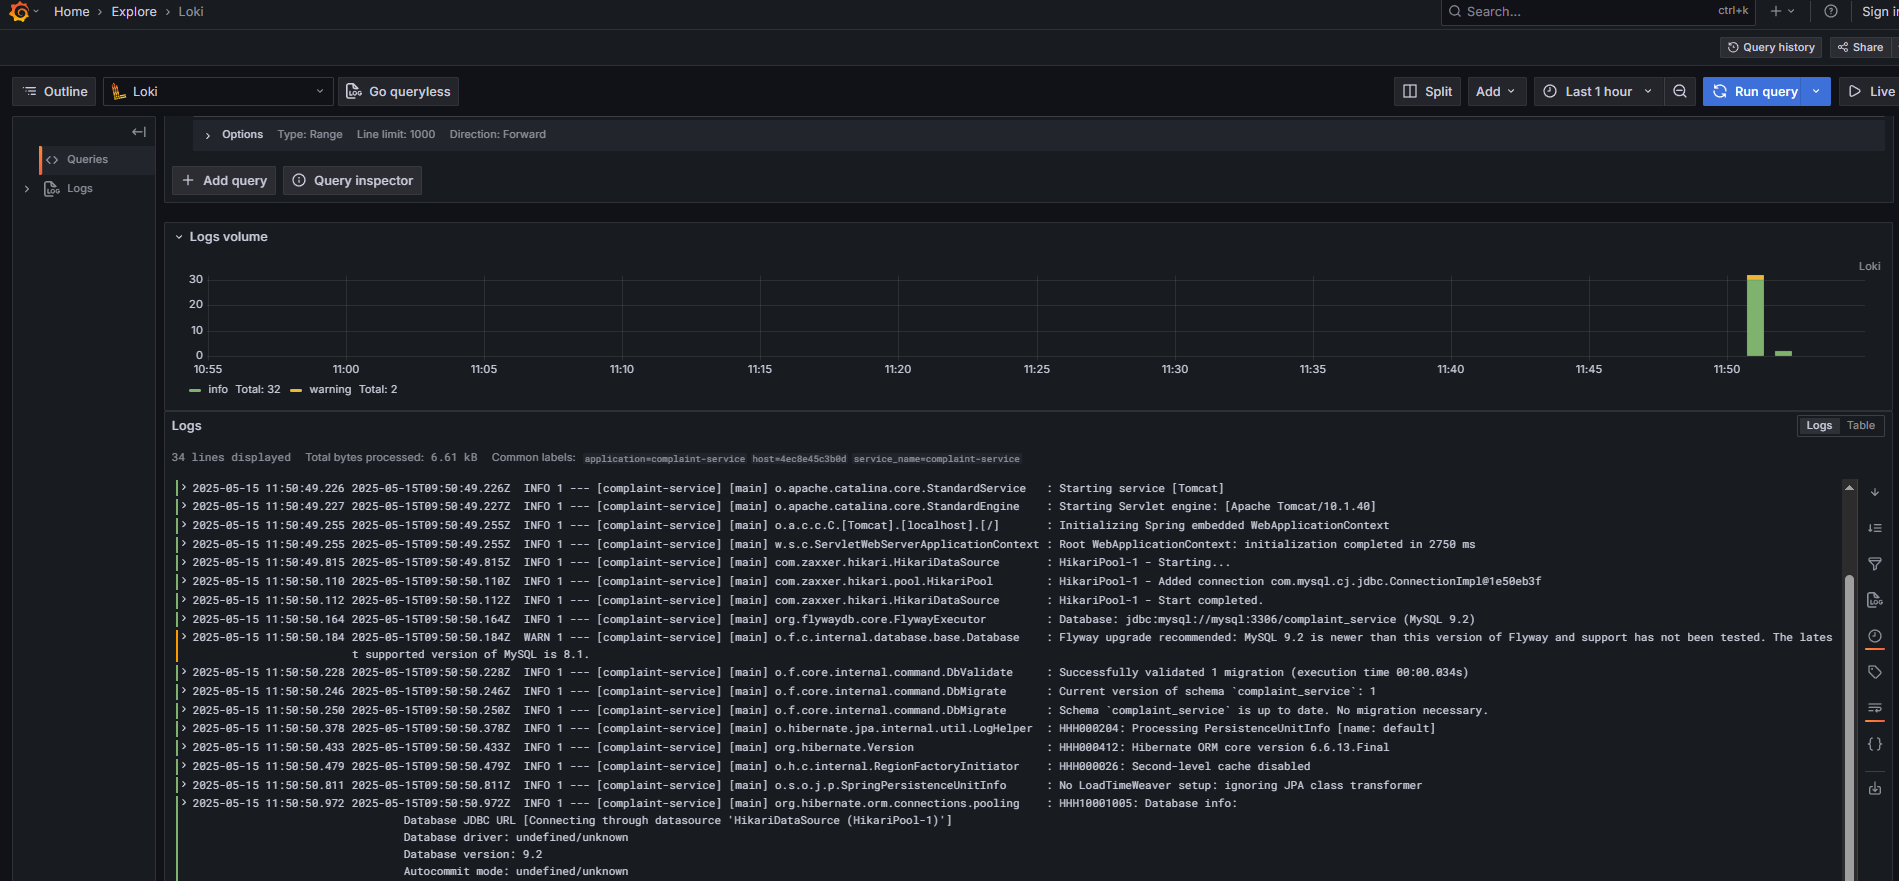 Home › Explore › Loki
Search... ctrl+k
Sign in
Query history Share
Outline Loki Go queryless Split Add Last 1 hour Run query Live
Options Type: Range Line limit: 1000 Direction: Forward
Queries
Logs
+ Add query Query inspector
Logs volume
Loki
30
20
10
0
10:55 11:00 11:05 11:10 11:15 11:20 11:25 11:30 11:35 11:40 11:45 11:50
info Total: 32 warning Total: 2
Logs
Logs Table
34 lines displayed Total bytes processed: 6.61 kB Common labels: application=complaint-service host=4ec8e45c3b0d service_name=complaint-service
2025-05-15 11:50:49.226 2025-05-15T09:50:49.226Z INFO 1 --- [complaint-service] [main] o.apache.catalina.core.StandardService : Starting service [Tomcat]
2025-05-15 11:50:49.227 2025-05-15T09:50:49.227Z INFO 1 --- [complaint-service] [main] o.apache.catalina.core.StandardEngine : Starting Servlet engine: [Apache Tomcat/10.1.40]
2025-05-15 11:50:49.255 2025-05-15T09:50:49.255Z INFO 1 --- [complaint-service] [main] o.a.c.c.C.[Tomcat].[localhost].[/] : Initializing Spring embedded WebApplicationContext
2025-05-15 11:50:49.255 2025-05-15T09:50:49.255Z INFO 1 --- [complaint-service] [main] w.s.c.ServletWebServerApplicationContext : Root WebApplicationContext: initialization completed in 2750 ms
2025-05-15 11:50:49.815 2025-05-15T09:50:49.815Z INFO 1 --- [complaint-service] [main] com.zaxxer.hikari.HikariDataSource : HikariPool-1 - Starting...
2025-05-15 11:50:50.110 2025-05-15T09:50:50.110Z INFO 1 --- [complaint-service] [main] com.zaxxer.hikari.pool.HikariPool : HikariPool-1 - Added connection com.mysql.cj.jdbc.ConnectionImpl@1e50eb3f
2025-05-15 11:50:50.112 2025-05-15T09:50:50.112Z INFO 1 --- [complaint-service] [main] com.zaxxer.hikari.HikariDataSource : HikariPool-1 - Start completed.
2025-05-15 11:50:50.164 2025-05-15T09:50:50.164Z INFO 1 --- [complaint-service] [main] org.flywaydb.core.FlywayExecutor : Database: jdbc:mysql://mysql:3306/complaint_service (MySQL 9.2)
2025-05-15 11:50:50.184 2025-05-15T09:50:50.184Z WARN 1 --- [complaint-service] [main] o.f.c.internal.database.base.Database : Flyway upgrade recommended: MySQL 9.2 is newer than this version of Flyway and support has not been tested. The lates
t supported version of MySQL is 8.1.
2025-05-15 11:50:50.228 2025-05-15T09:50:50.228Z INFO 1 --- [complaint-service] [main] o.f.core.internal.command.DbValidate : Successfully validated 1 migration (execution time 00:00.034s)
2025-05-15 11:50:50.246 2025-05-15T09:50:50.246Z INFO 1 --- [complaint-service] [main] o.f.core.internal.command.DbMigrate : Current version of schema `complaint_service`: 1
2025-05-15 11:50:50.250 2025-05-15T09:50:50.250Z INFO 1 --- [complaint-service] [main] o.f.core.internal.command.DbMigrate : Schema `complaint_service` is up to date. No migration necessary.
2025-05-15 11:50:50.378 2025-05-15T09:50:50.378Z INFO 1 --- [complaint-service] [main] o.hibernate.jpa.internal.util.LogHelper : HHH000204: Processing PersistenceUnitInfo [name: default]
2025-05-15 11:50:50.433 2025-05-15T09:50:50.433Z INFO 1 --- [complaint-service] [main] org.hibernate.Version : HHH000412: Hibernate ORM core version 6.6.13.Final
2025-05-15 11:50:50.479 2025-05-15T09:50:50.479Z INFO 1 --- [complaint-service] [main] o.h.c.internal.RegionFactoryInitiator : HHH000026: Second-level cache disabled
2025-05-15 11:50:50.811 2025-05-15T09:50:50.811Z INFO 1 --- [complaint-service] [main] o.s.o.j.p.SpringPersistenceUnitInfo : No LoadTimeWeaver setup: ignoring JPA class transformer
2025-05-15 11:50:50.972 2025-05-15T09:50:50.972Z INFO 1 --- [complaint-service] [main] org.hibernate.orm.connections.pooling : HHH10001005: Database info:
Database JDBC URL [Connecting through datasource 'HikariDataSource (HikariPool-1)']
Database driver: undefined/unknown
Database version: 9.2
Autocommit mode: undefined/unknown